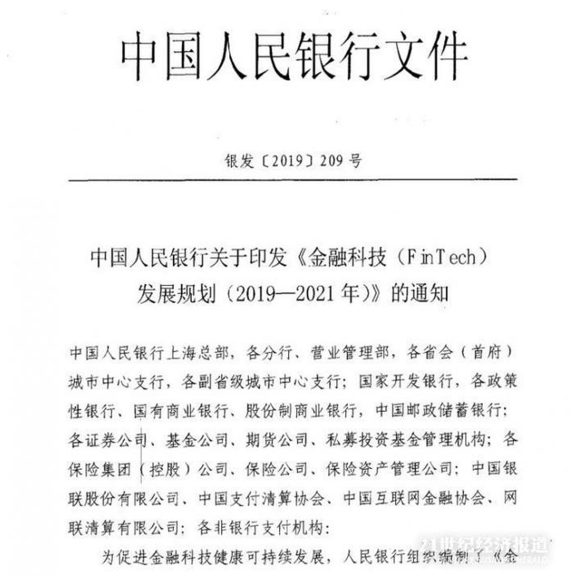 中国人民银行文件
银发〔2019〕209号
中国人民银行关于印发《金融科技（FinTech）
发展规划（2019—2021年）》的通知
中国人民银行上海总部，各分行、营业管理部，各省会（首府）
城市中心支行，各副省级城市中心支行；国家开发银行，各政策
性银行、国有商业银行、股份制商业银行，中国邮政储蓄银行；
各证券公司、基金公司、期货公司、私募投资基金管理机构；各
保险集团（控股）公司、保险公司、保险资产管理公司；中国银
联股份有限公司、中国支付清算协会、中国互联网金融协会、网
联清算有限公司；各非银行支付机构：
为促进金融科技健康可持续发展，人民银行组织编制了《金
21世纪经济报道